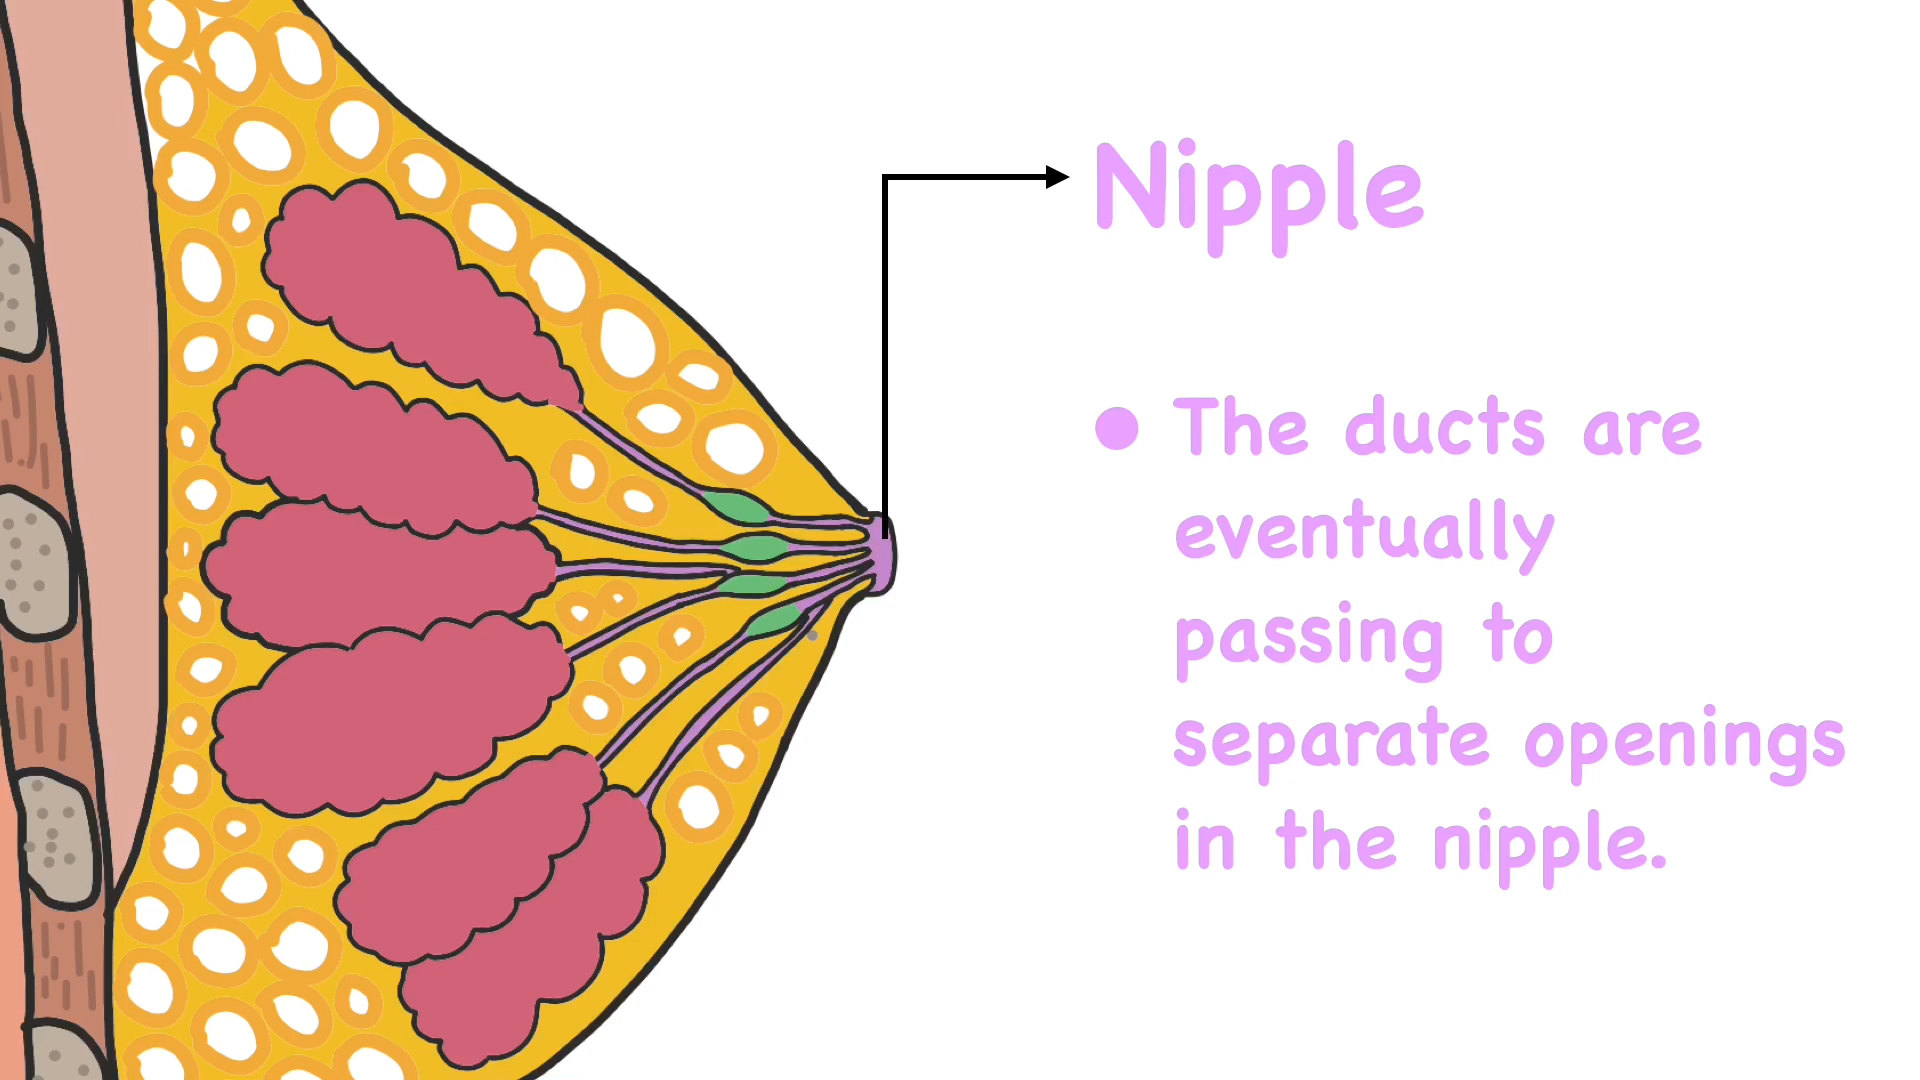 Nipple
• The ducts are
eventually
passing to
separate openings
in the nipple.